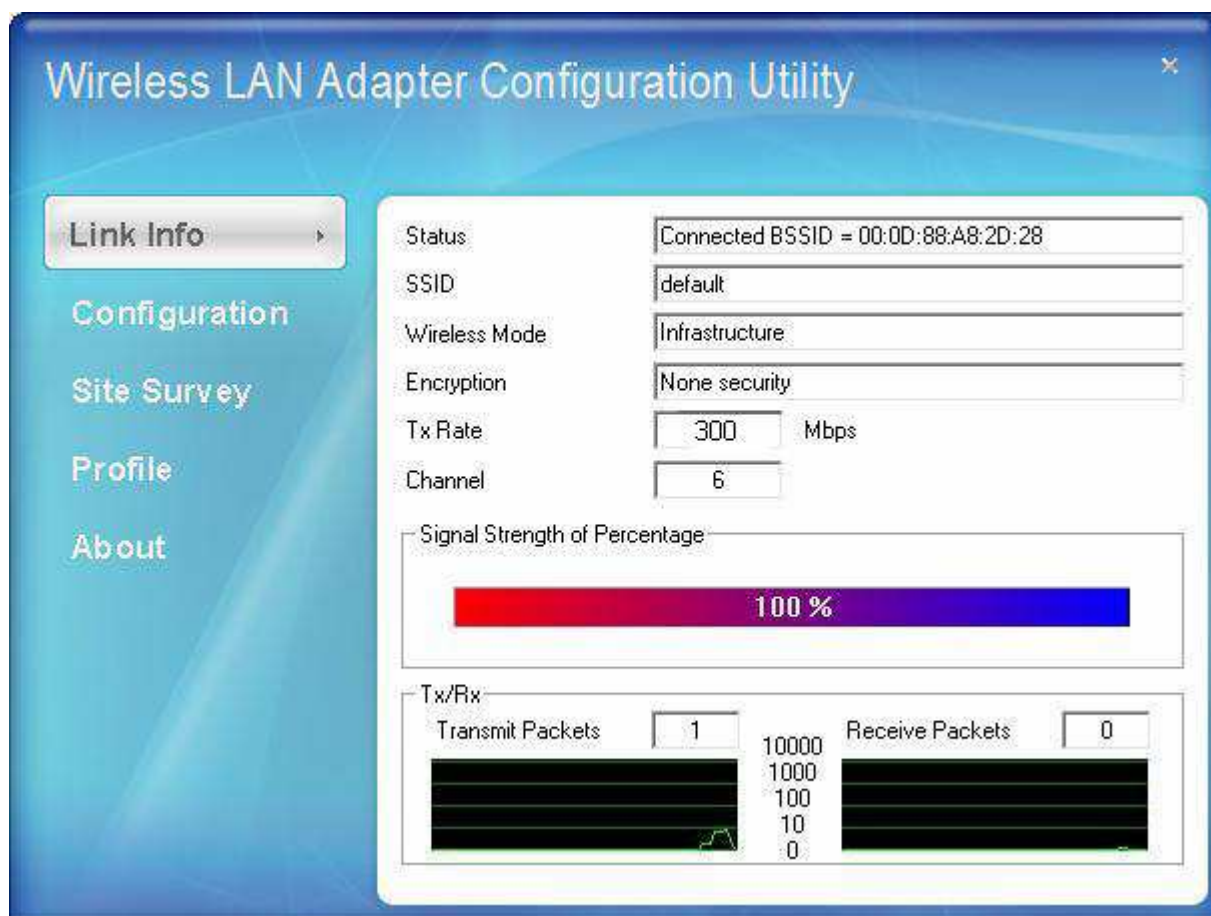 Wireless LAN Adapter Configuration Utility
Link Info
Configuration
Site Survey
Profile
About
Status Connected BSSID = 00:0D:88:A8:2D:28
SSID default
Wireless Mode Infrastructure
Encryption None security
Tx Rate 300 Mbps
Channel 6
Signal Strength of Percentage
100 %
Tx/Rx
Transmit Packets 1
10000
1000
100
10
0
Receive Packets 0